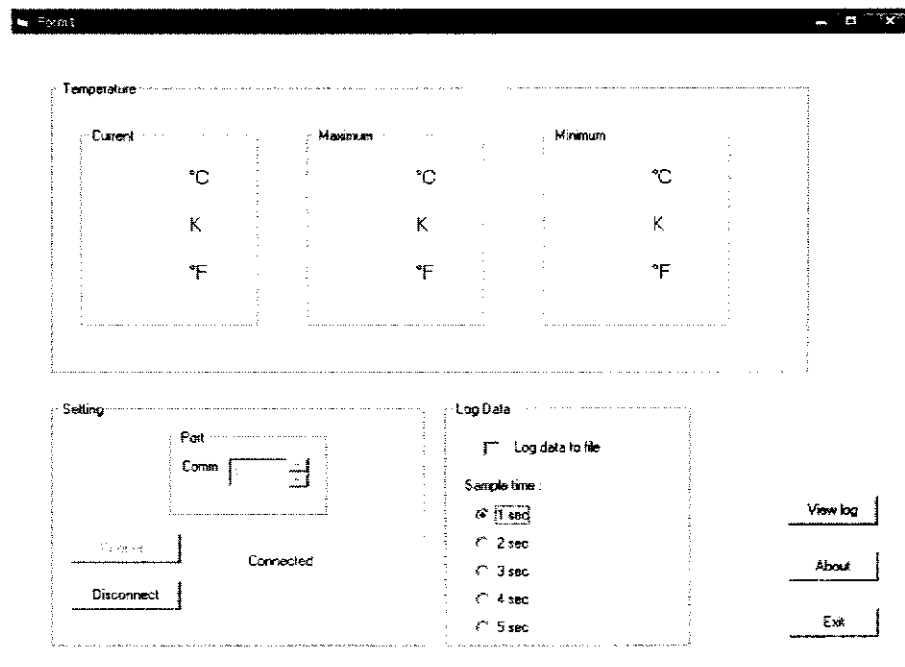 Form1
Temperature
Current
Maximum
Minimum
°C
°C
°C
K
K
K
°F
°F
°F
Setting
Port
Comm
Connected
Disconnect
Log Data
Log data to file
Sample time :
1 sec
2 sec
3 sec
4 sec
5 sec
View log
About
Exit